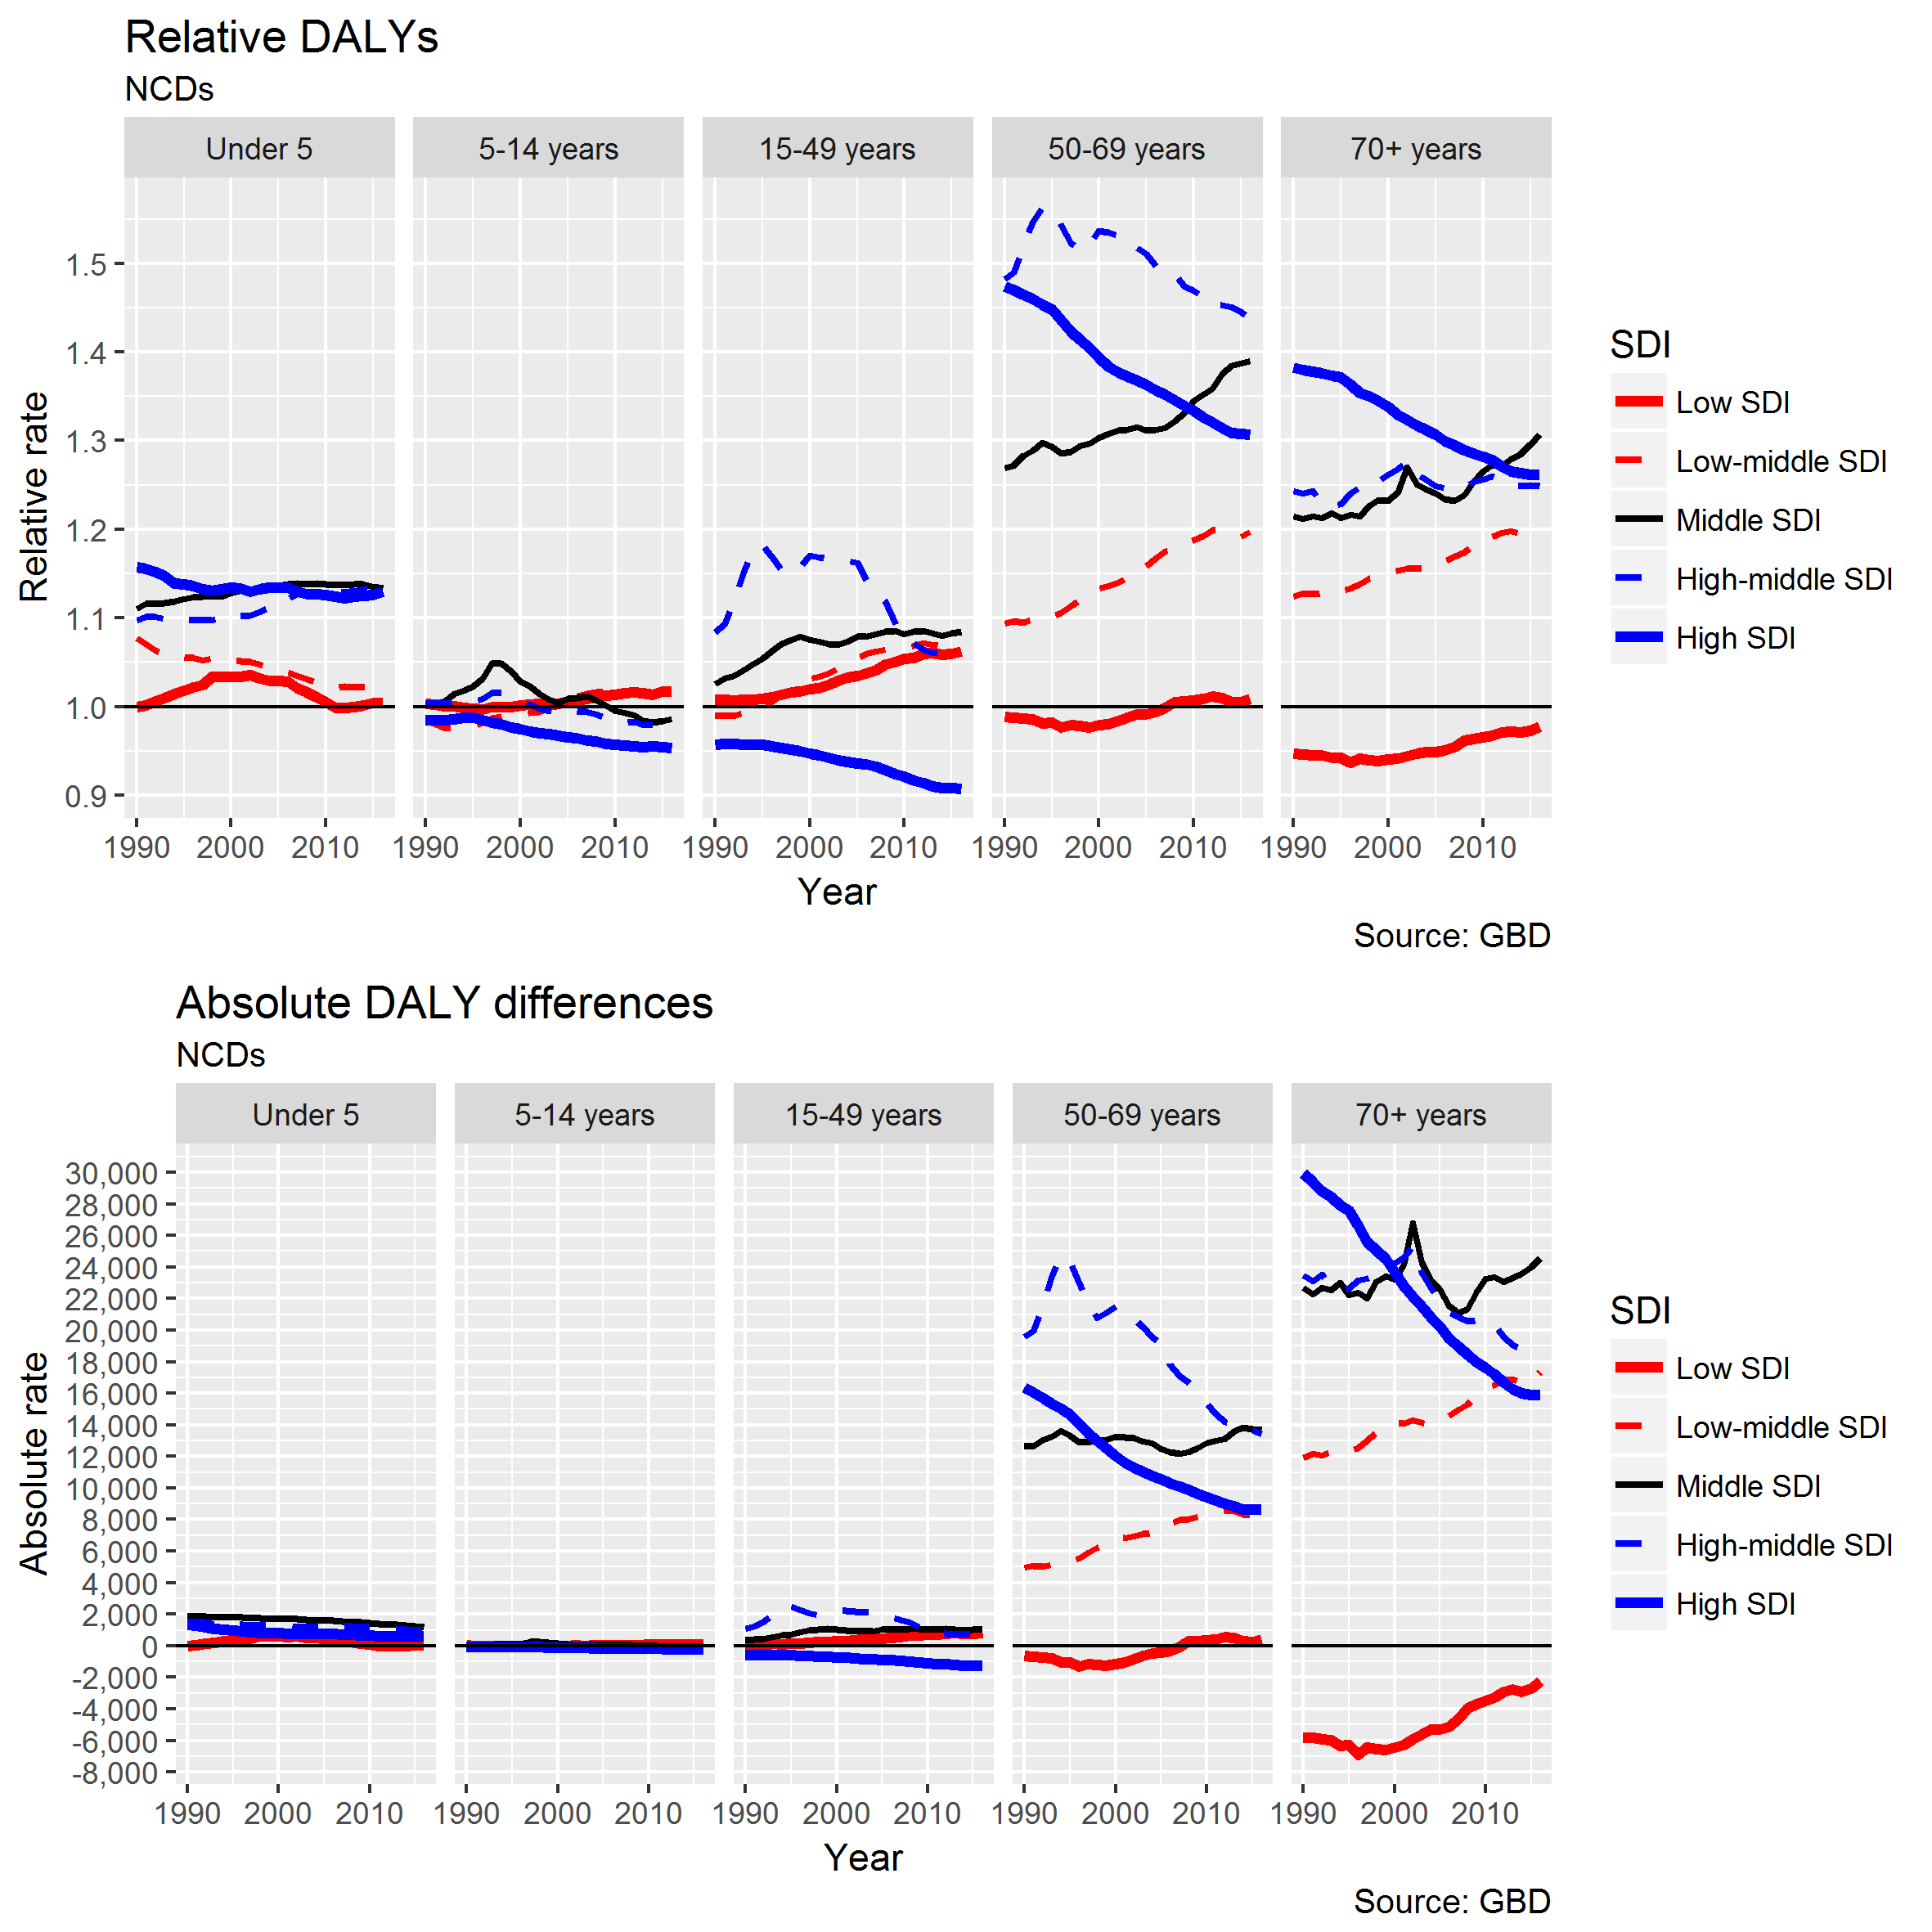 Relative DALYs
NCDs
Under 5 5-14 years 15-49 years 50-69 years 70+ years
Relative rate
1.5
1.4
1.3
1.2
1.1
1.0
0.9
1990 2000 2010 1990 2000 2010 1990 2000 2010 1990 2000 2010 1990 2000 2010
Year
Source: GBD
SDI
Low SDI
Low-middle SDI
Middle SDI
High-middle SDI
High SDI
Absolute DALY differences
NCDs
Under 5 5-14 years 15-49 years 50-69 years 70+ years
Absolute rate
30,000
28,000
26,000
24,000
22,000
20,000
18,000
16,000
14,000
12,000
10,000
8,000
6,000
4,000
2,000
0
-2,000
-4,000
-6,000
-8,000
1990 2000 2010 1990 2000 2010 1990 2000 2010 1990 2000 2010 1990 2000 2010
Year
Source: GBD
SDI
Low SDI
Low-middle SDI
Middle SDI
High-middle SDI
High SDI